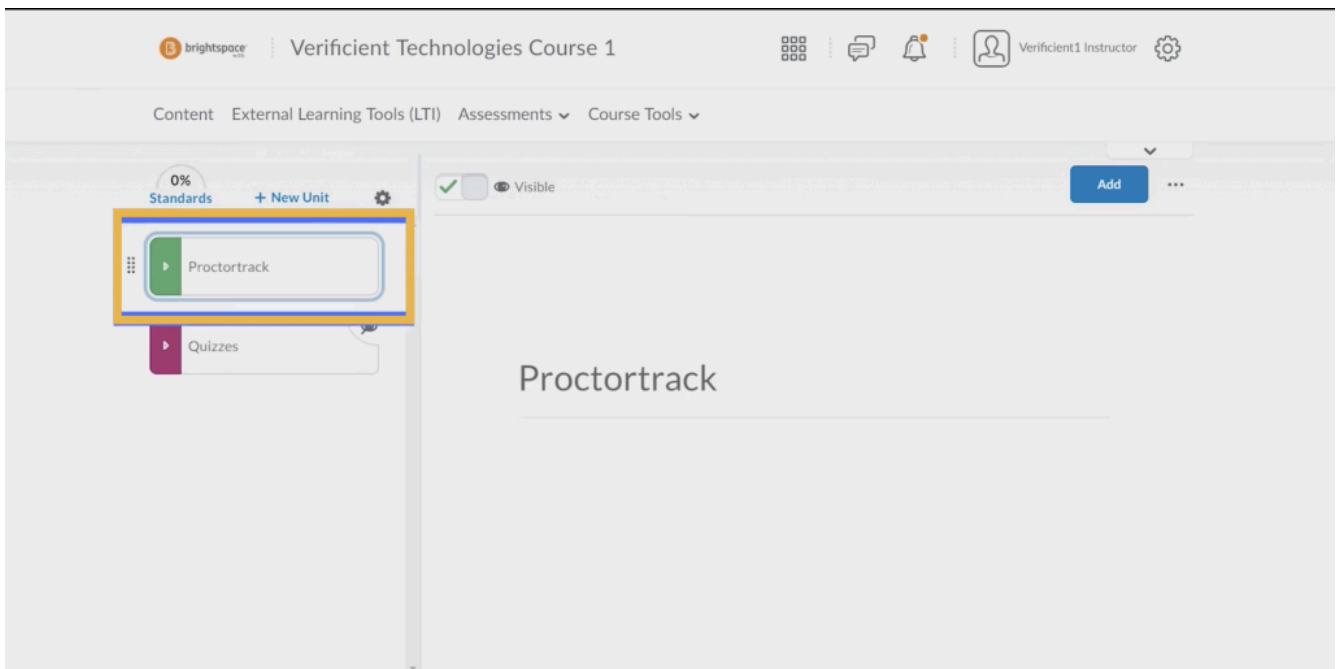 brightspace
Verificient Technologies Course 1
Verificient1 Instructor
Content External Learning Tools (LTI) Assessments Course Tools
0%
Standards
+ New Unit
Visible
Add
Proctortrack
Quizzes
Proctortrack